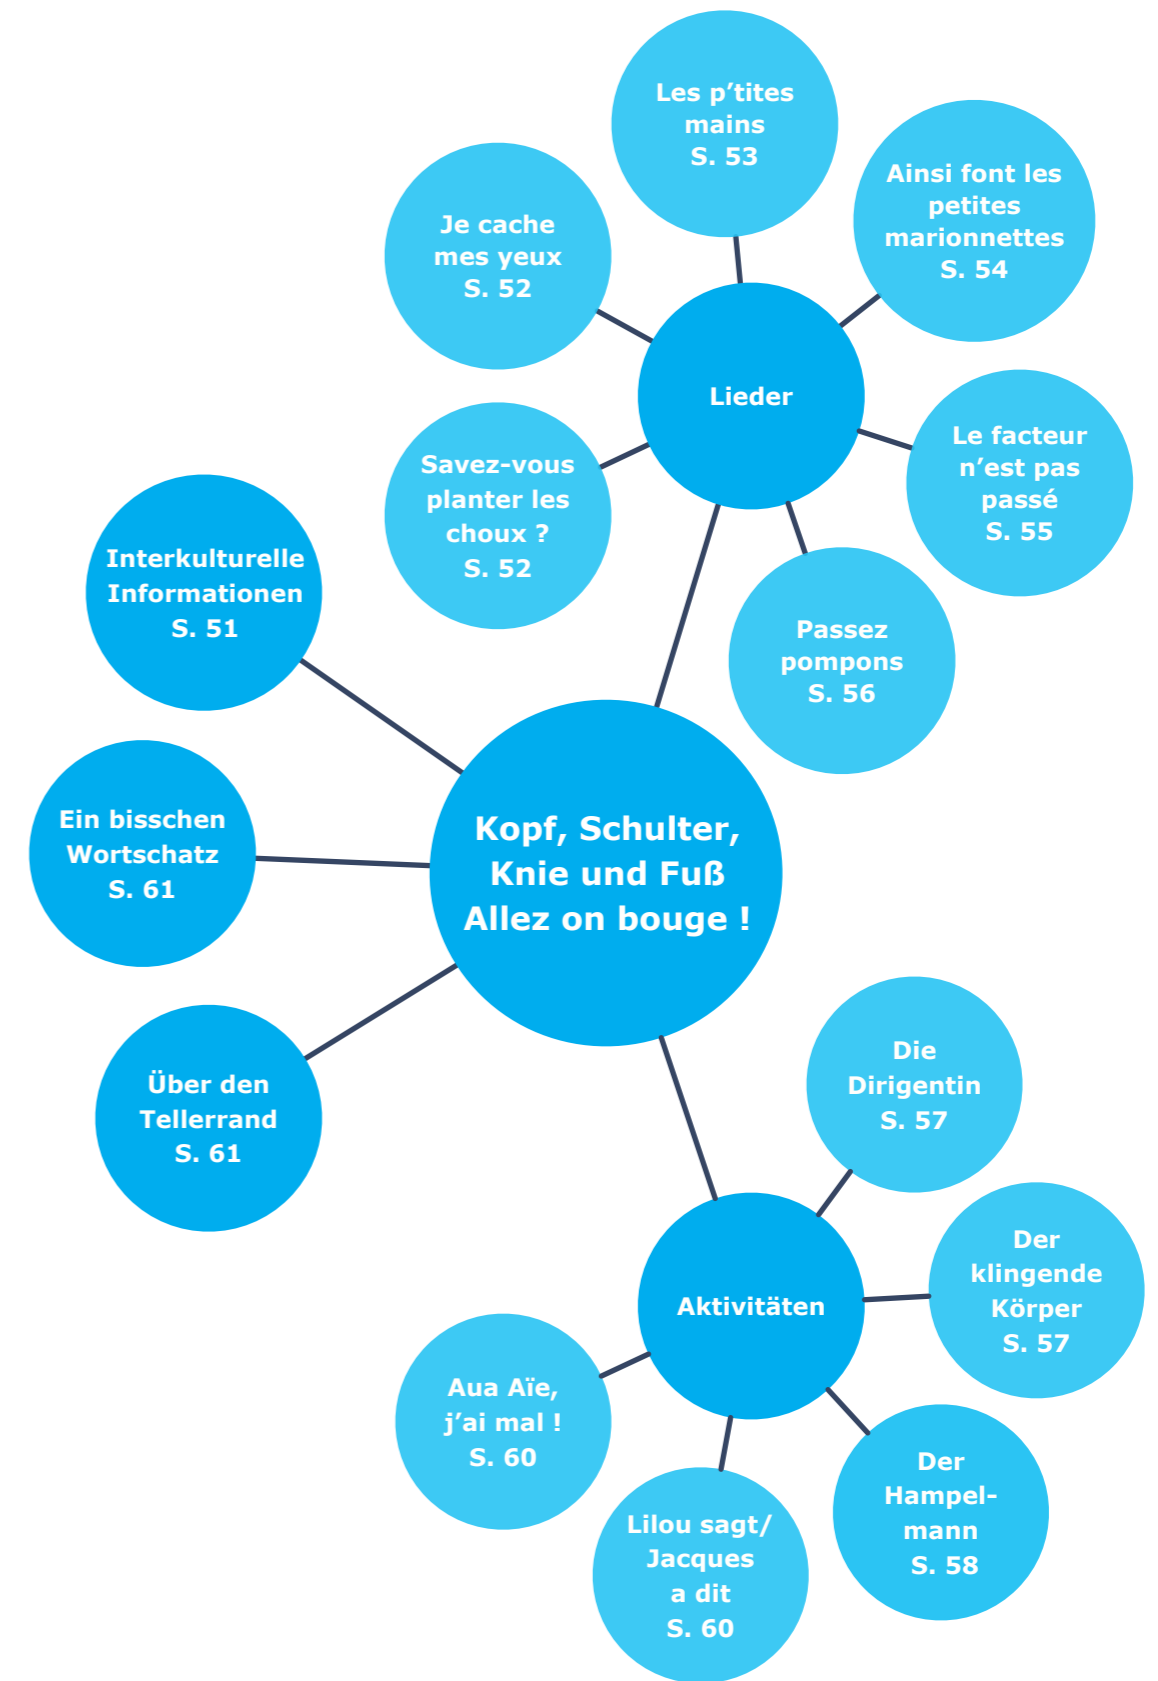 Les p’tites
mains
S. 53
Ainsi font les
petites
marionnettes
S. 54
Je cache
mes yeux
S. 52
Lieder
Le facteur
n’est pas
passé
S. 55
Savez-vous
planter les
choux ?
S. 52
Passez
pompons
S. 56
Interkulturelle
Informationen
S. 51
Ein bisschen
Wortschatz
S. 61
Kopf, Schulter,
Knie und Fuß
Allez on bouge !
Über den
Tellerrand
S. 61
Die
Dirigentin
S. 57
Der
klingende
Körper
S. 57
Aktivitäten
Aua Aïe,
j’ai mal !
S. 60
Der
Hampel-
mann
S. 58
Lilou sagt/
Jacques
a dit
S. 60